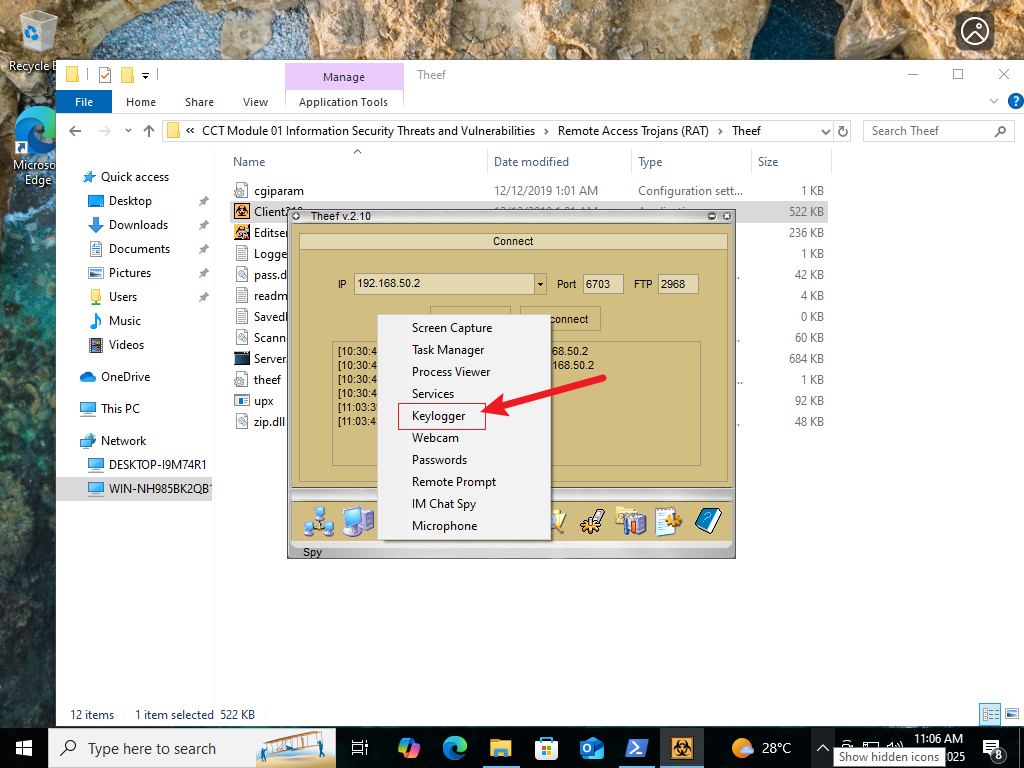 Recycle B
Manage
Theef
File
Home
Share
View
Application Tools
« CCT Module 01 Information Security Threats and Vulnerabilities › Remote Access Trojans (RAT) › Theef
Search Theef
Microso
Edge
Name
Date modified
Type
Size
Quick access
Desktop
Downloads
Documents
Pictures
Users
Music
Videos
OneDrive
This PC
Network
DESKTOP-I9M74R1
WIN-NH985BK2QB1
cgiparam 12/12/2019 1:01 AM Configuration sett... 1 KB
522 KB
Editser 236 KB
Logge 1 KB
pass.d 42 KB
readm 4 KB
SavedI 0 KB
Scann 60 KB
Server. 684 KB
theef 1 KB
upx 92 KB
zip.dll 48 KB
Theef v.2.10
Connect
IP 192.168.50.2 Port 6703 FTP 2968
connect
[10:30:4 68.50.2
[10:30:4 168.50.2
[10:30:4
[10:30:4
[11:03:3
[11:03:4
Screen Capture
Task Manager
Process Viewer
Services
Keylogger
Webcam
Passwords
Remote Prompt
IM Chat Spy
Microphone
Spy
12 items
1 item selected 522 KB
Type here to search
28°C
11:06 AM
025
Show hidden icons
8